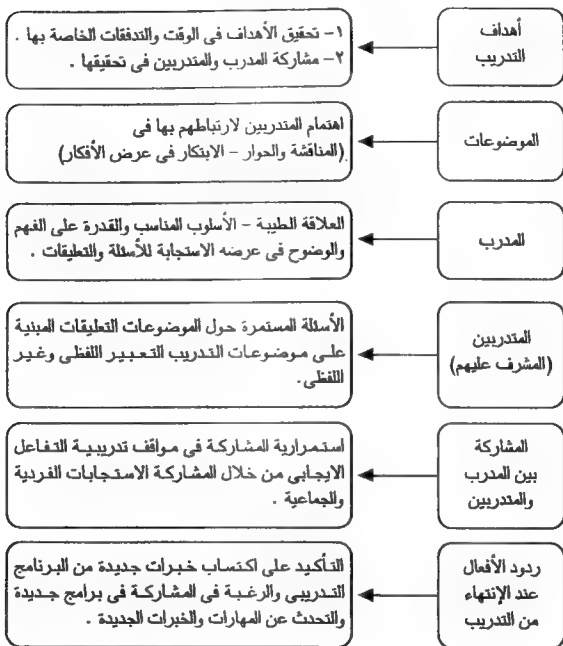 أهداف
التدريب
١- تحقيق الأهداف فى الوقت والتدفقات الخاصة بها .
٢- مشاركة المدرب والمتدربين فى تحقيقها .
الموضوعات
اهتمام المتدربين لارتباطهم بها فى
(المناقشة والحوار - الابتكار فى عرض الأفكار)
المدرب
العلاقة الطيبة - الأسلوب المناسب والقدرة على الفهم
والوضوح فى عرضه الاستجابة للأسئلة والتعليقات .
المتدربين
(المشرف عليهم)
الأسئلة المستمرة حول الموضوعات التعليقات المبنية
على موضوعات التدريب التعبير اللفظى وغير
اللفظى .
المشاركة
بين المدرب
والمتدربين
استمرارية المشاركة فى مواقف تدريبية التفاعل
الايجابى من خلال المشاركة الاستجابات الفردية
والجماعية .
ردود الأفعال
عند الإنتهاء
من التدريب
التأكيد على اكتساب خبرات جديدة من البرنامج
التدريبى والرغبة فى المشاركة فى برامج جديدة
والتحدث عن المهارات والخبرات الجديدة .